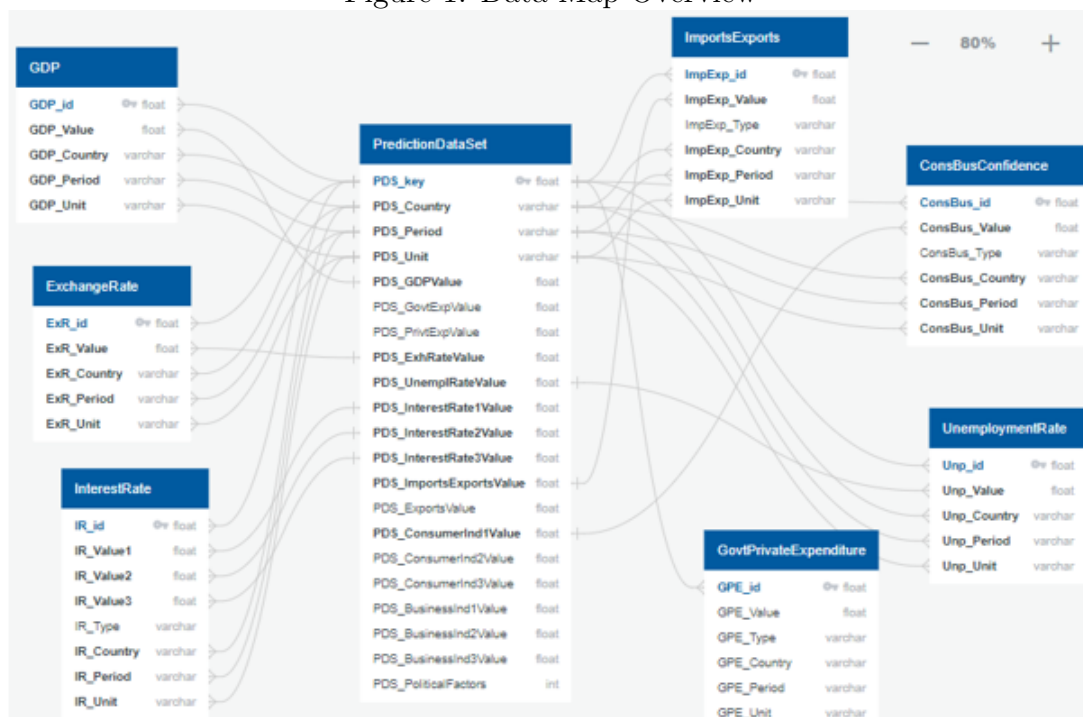 Figure 1: Data Map Overview
GDP
GDP_id float
GDP_Value float
GDP_Country varchar
GDP_Period varchar
GDP_Unit varchar
ExchangeRate
ExR_id float
ExR_Value float
ExR_Country varchar
ExR_Period varchar
ExR_Unit varchar
InterestRate
IR_id float
IR_Value1 float
IR_Value2 float
IR_Value3 float
IR_Type varchar
IR_Country varchar
IR_Period varchar
IR_Unit varchar
PredictionDataSet
PDS_key float
PDS_Country varchar
PDS_Period varchar
PDS_Unit varchar
PDS_GDPValue float
PDS_GovtExpValue float
PDS_PrivtExpValue float
PDS_ExhRateValue float
PDS_UnemplRateValue float
PDS_InterestRate1Value float
PDS_InterestRate2Value float
PDS_InterestRate3Value float
PDS_ImportsExportsValue float
PDS_ExportsValue float
PDS_ConsumerInd1Value float
PDS_ConsumerInd2Value float
PDS_ConsumerInd3Value float
PDS_BusinessInd1Value float
PDS_BusinessInd2Value float
PDS_BusinessInd3Value float
PDS_PoliticalFactors int
ImportsExports
ImpExp_id float
ImpExp_Value float
ImpExp_Type varchar
ImpExp_Country varchar
ImpExp_Period varchar
ImpExp_Unit varchar
80%
ConsBusConfidence
ConsBus_id float
ConsBus_Value float
ConsBus_Type varchar
ConsBus_Country varchar
ConsBus_Period varchar
ConsBus_Unit varchar
UnemploymentRate
Unp_id float
Unp_Value float
Unp_Country varchar
Unp_Period varchar
Unp_Unit varchar
GovtPrivateExpenditure
GPE_id float
GPE_Value float
GPE_Type varchar
GPE_Country varchar
GPE_Period varchar
GPE_Unit varchar